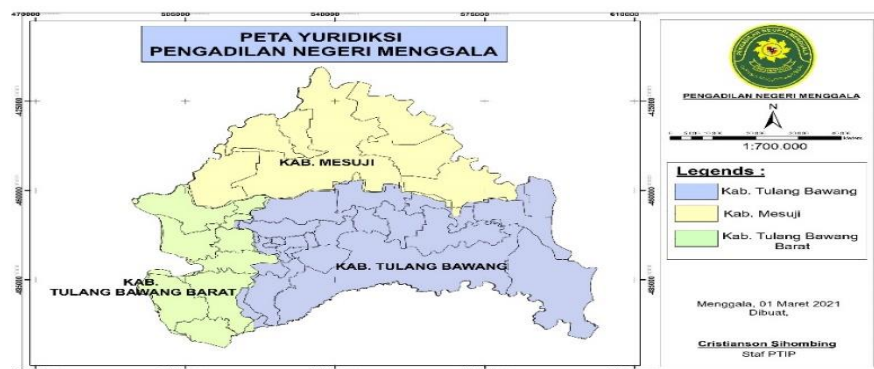 PETA YURIDIKSI
PENGADILAN NEGERI MENGGALA
KAB. MESUJI
KAB. TULANG BAWANG
KAB.
TULANG BAWANG BARAT
PENGADILAN NEGERI MENGGALA
N
1:700.000
Legends :
Kab. Tulang Bawang
Kab. Mesuji
Kab. Tulang Bawang
Barat
Menggala, 01 Maret 2021
Dibuat,
Cristianson Sihombing
Staf PTIP